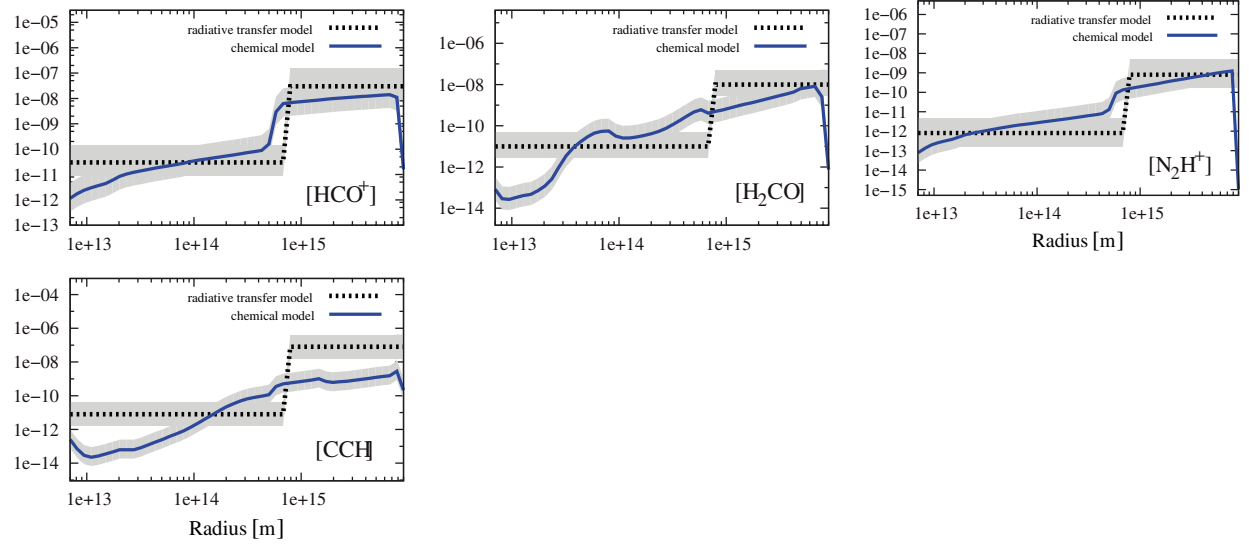 1e−05
1e−06
1e−07
1e−08
1e−09
1e−10
1e−11
1e−12
1e−13
radiative transfer model
chemical model
[HCO+]
1e+13 1e+14 1e+15
1e−06
1e−08
1e−10
1e−12
1e−14
radiative transfer model
chemical model
[H2CO]
1e+13 1e+14 1e+15
1e−06
1e−07
1e−08
1e−09
1e−10
1e−11
1e−12
1e−13
1e−14
1e−15
radiative transfer model
chemical model
[N2H+]
1e+13 1e+14 1e+15
Radius [m]
1e−04
1e−06
1e−08
1e−10
1e−12
1e−14
radiative transfer model
chemical model
[CCH]
1e+13 1e+14 1e+15
Radius [m]